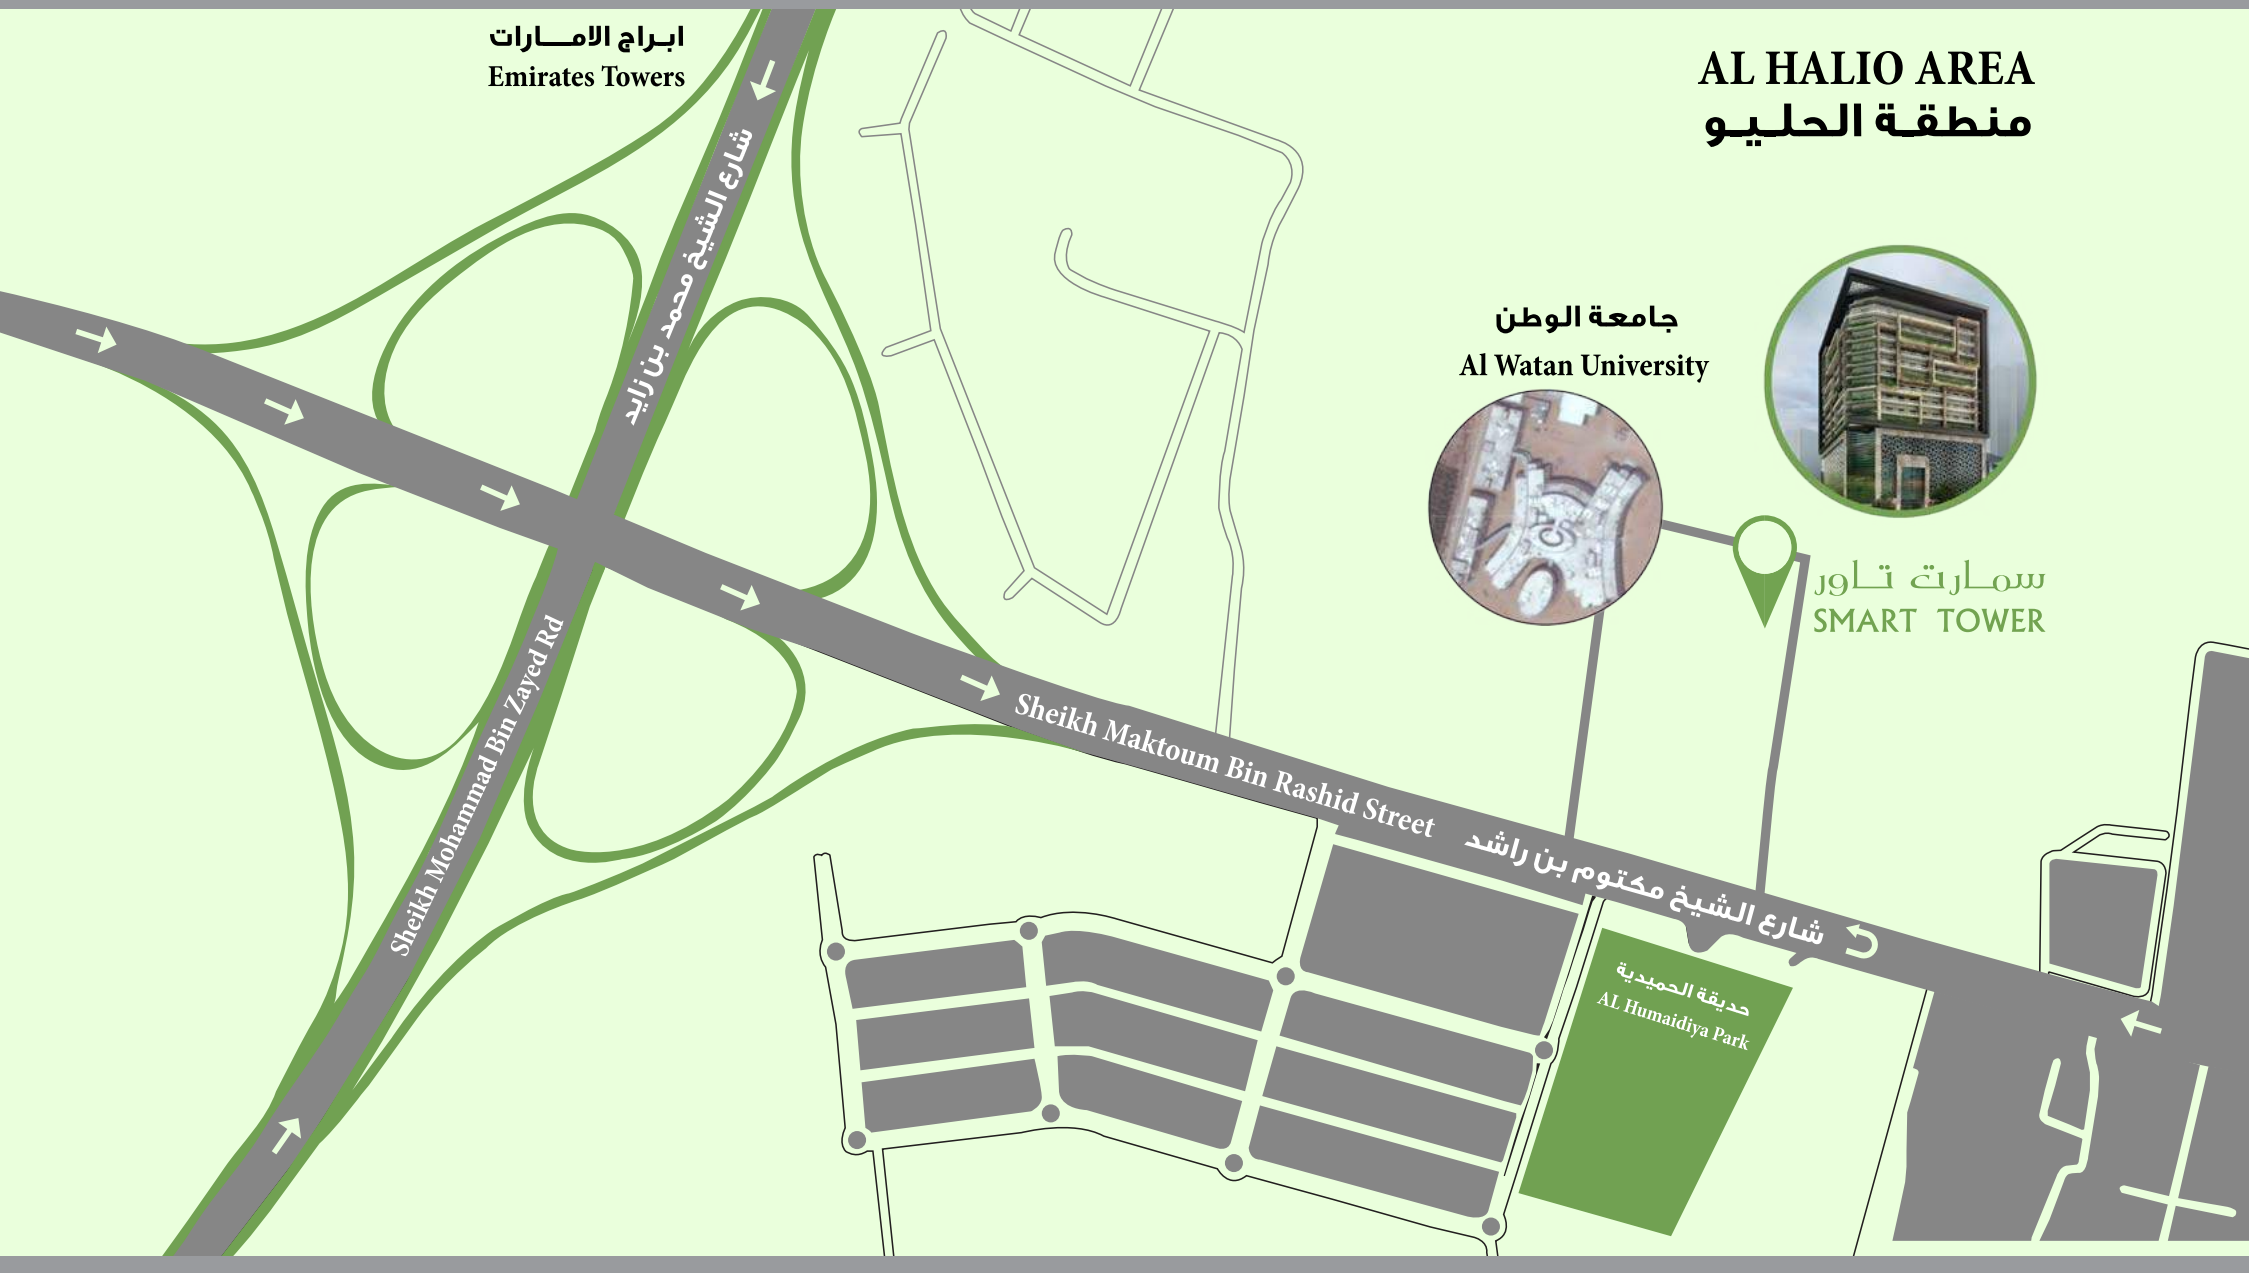 ابـراج الامــــارات
Emirates Towers
AL HALIO AREA
منطقـة الحلـيـو
شارع الشيخ محمد بن زايد
جامعة الوطن
Al Watan University
سمـارت تـاور
SMART TOWER
Sheikh Mohammad Bin Zayed Rd
Sheikh Maktoum Bin Rashid Street
شارع الشيخ مكتوم بن راشد
حديقة الحميدية
AL Humaidiya Park